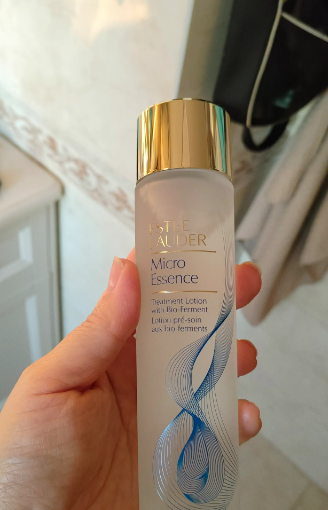 ESTĒE
LAUDER
Micro
Essence
Treatment Lotion
with Bio-Ferment
Lotion pré-soin
aux bio-ferments